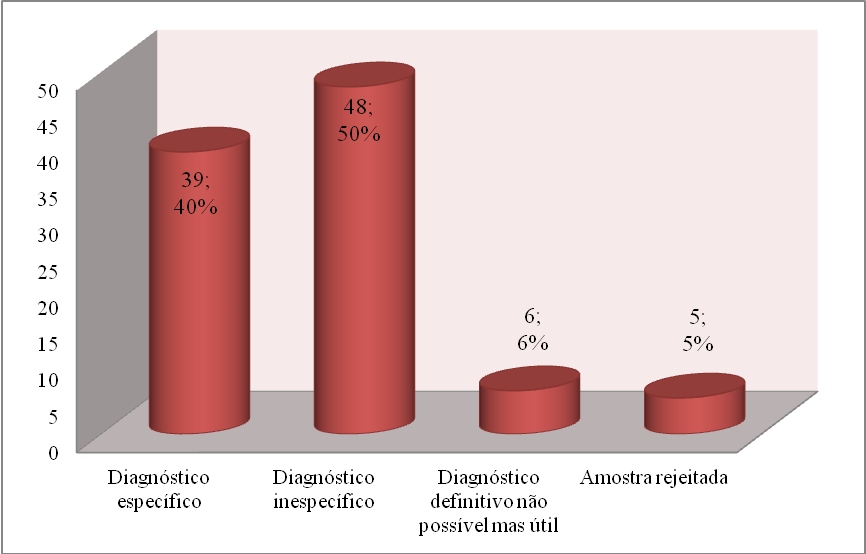 50
45
40
35
30
25
20
15
10
5
0
39;
40%
48;
50%
6;
6%
5;
5%
Diagnóstico
específico
Diagnóstico
inespecífico
Diagnóstico
definitivo não
possível mas útil
Amostra rejeitada